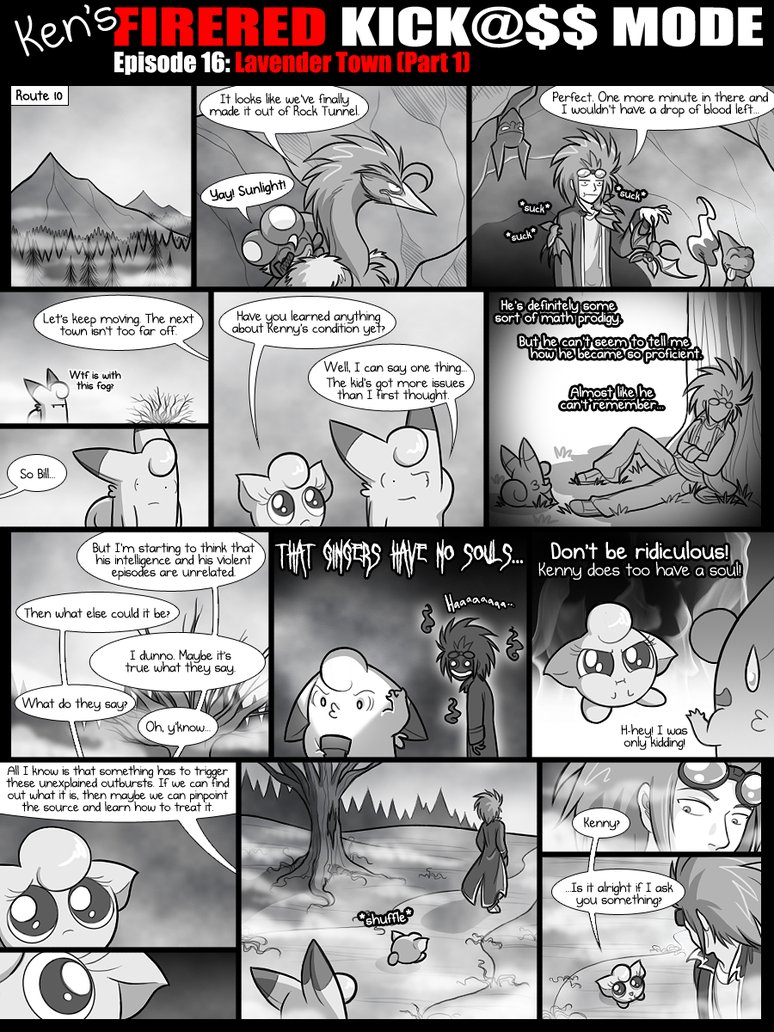 Ken's FIRERED KICK@$$ MODE
Episode 16: Lavender Town (Part 1)
Route 10
It looks like we've finally
made it out of Rock Tunnel.
Yay! Sunlight!
Perfect. One more minute in there and
I wouldn't have a drop of blood left...
*suck*
*suck*
*suck*
Let's keep moving. The next
town isn't too far off.
Wtf is with
this fog?
So Bill...
Have you learned anything
about Kenny's condition yet?
Well, I can say one thing...
The kid's got more issues
than I first thought.
He's definitely some
sort of math prodigy.
But he can't seem to tell me
how he became so proficient.
Almost like he
can't remember...
But I'm starting to think that
his intelligence and his violent
episodes are unrelated.
Then what else could it be?
I dunno. Maybe it's
true what they say.
What do they say?
Oh, y'know...
THAT GINGERS HAVE NO SOULS...
Haaaaaaaa...
Don't be ridiculous!
Kenny does too have a soul!
H-hey! I was
only kidding!
All I know is that something has to trigger
these unexplained outbursts. If we can find
out what it is, then maybe we can pinpoint
the source and learn how to treat it.
*shuffle*
Kenny?
...Is it alright if I ask
you something?